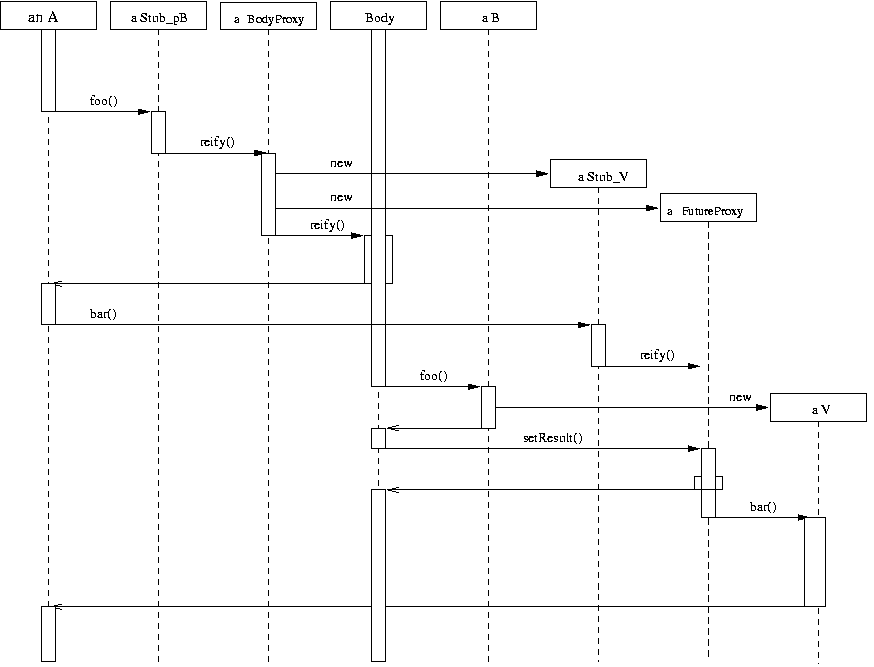 an A
a Stub_pB
a BodyProxy
Body
a B
foo()
reify()
new
a Stub_V
new
a FutureProxy
reify()
bar()
reify()
foo()
new
a V
setResult()
bar()